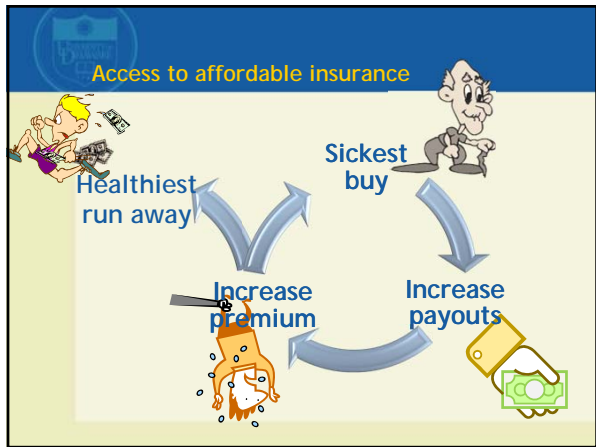 Access to affordable insurance
Sickest
buy
Healthiest
run away
Increase
premium
Increase
payouts